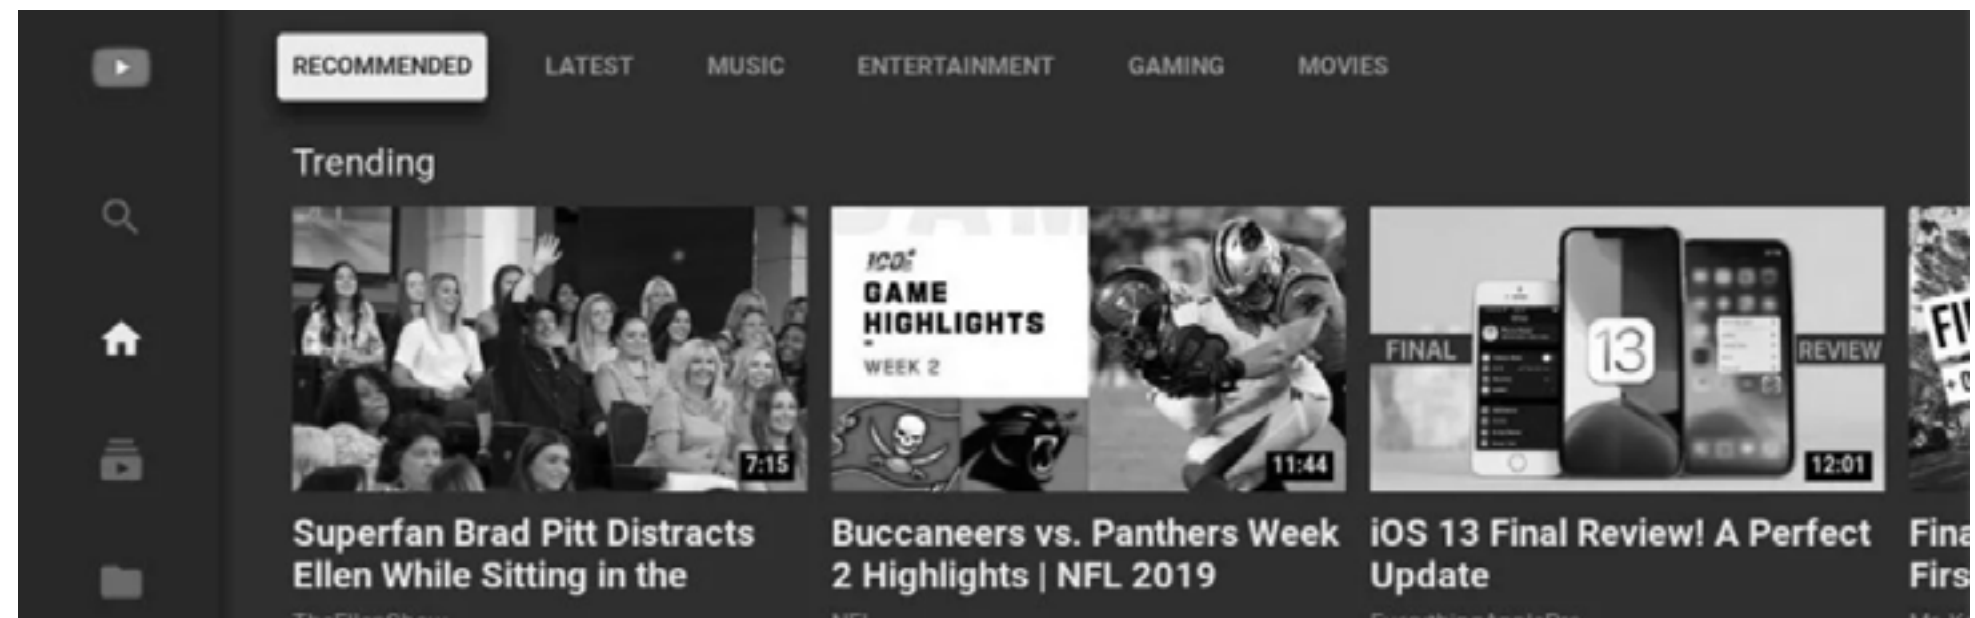 RECOMMENDED LATEST MUSIC ENTERTAINMENT GAMING MOVIES
Trending
GAME
HIGHLIGHTS
WEEK 2
FINAL
13
REVIEW
7:15
11:44
12:01
Superfan Brad Pitt Distracts
Ellen While Sitting in the
Buccaneers vs. Panthers Week
2 Highlights | NFL 2019
iOS 13 Final Review! A Perfect
Update